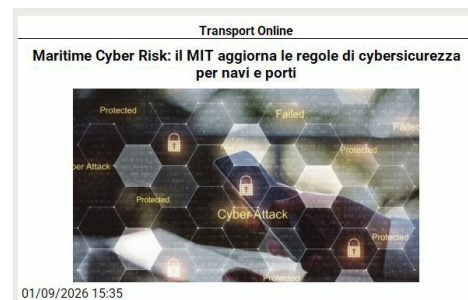 Transport Online
Maritime Cyber Risk: il MIT aggiorna le regole di cybersicurezza
per navi e porti
Protected
Failed
Failed
Protected
Cyber Attack
Protected
Cyber Attack
Protected
Protected
01/09/2026 15:35